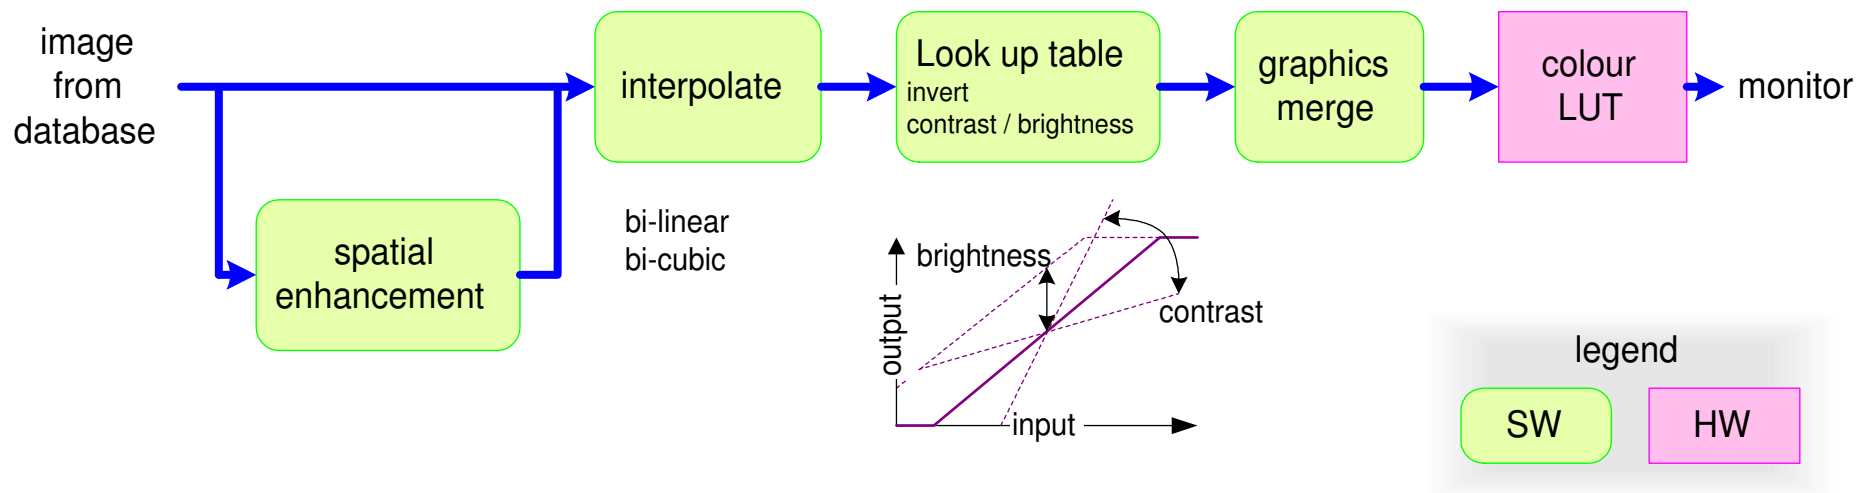 image
from
database
spatial
enhancement
interpolate
bi-linear
bi-cubic
Look up table
invert
contrast / brightness
graphics
merge
colour
LUT
monitor
brightness
output
contrast
input
legend
SW
HW